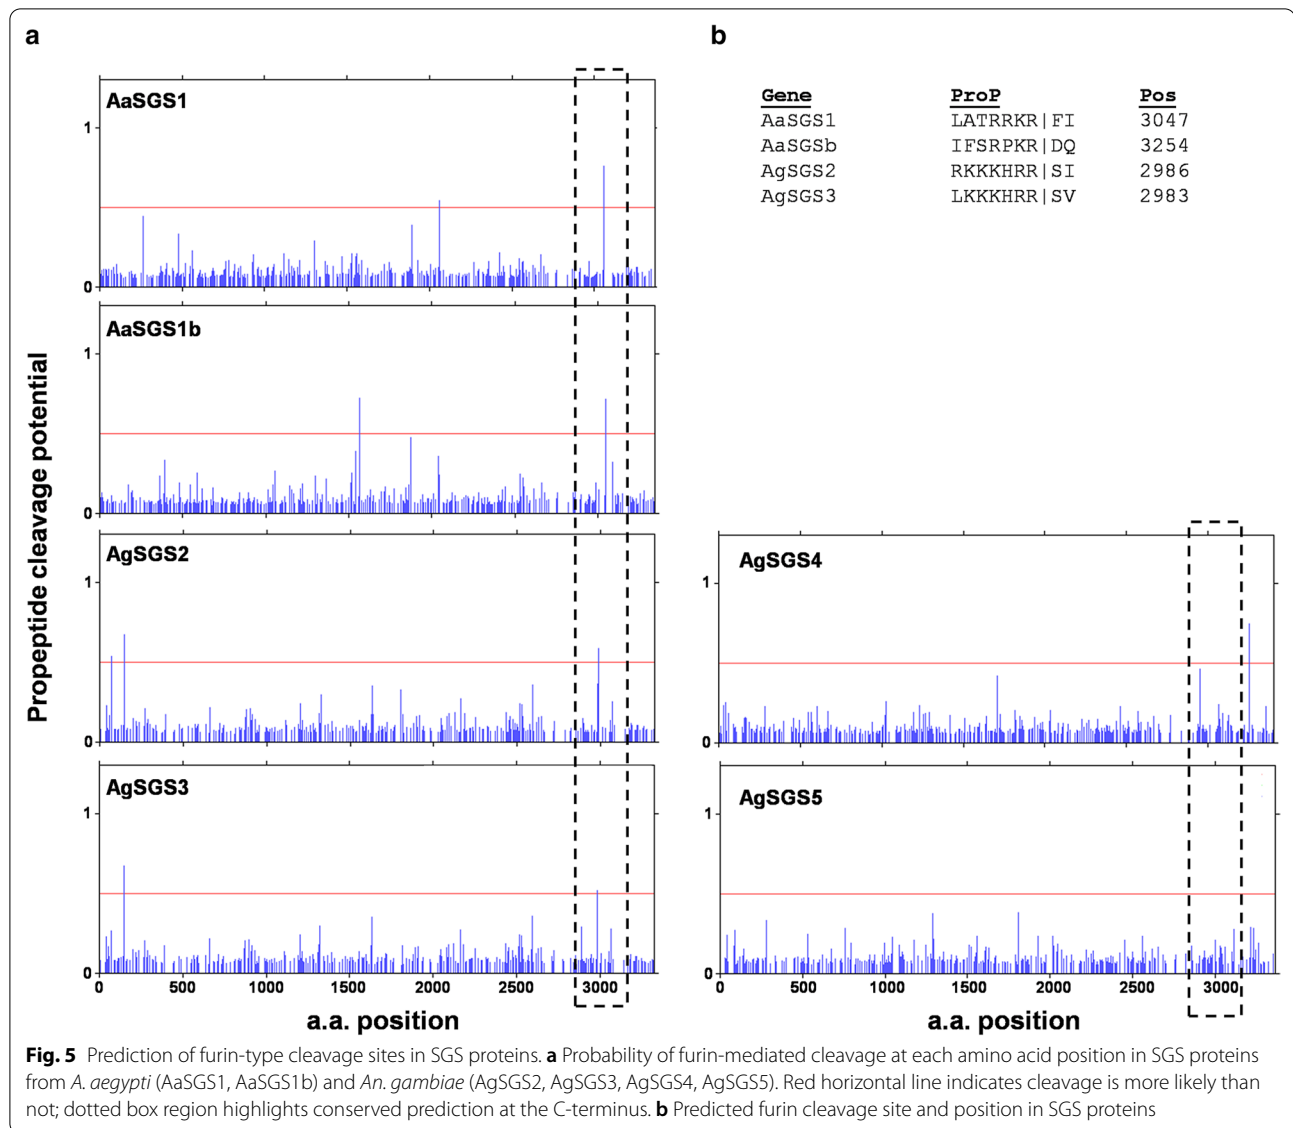 a
b
AaSGS1
1
0
AaSGS1b
1
0
AgSGS2
1
0
AgSGS3
1
0
0 500 1000 1500 2000 2500 3000
a.a. position
Propeptide cleavage potential
Gene ProP Pos
AaSGS1 LATRRKR|FI 3047
AaSGSb IFSRPKR|DQ 3254
AgSGS2 RKKKHRR|SI 2986
AgSGS3 LKKKHRR|SV 2983
AgSGS4
1
0
AgSGS5
1
0
0 500 1000 1500 2000 2500 3000
a.a. position
Fig. 5 Prediction of furin-type cleavage sites in SGS proteins. a Probability of furin-mediated cleavage at each amino acid position in SGS proteins
from A. aegypti (AaSGS1, AaSGS1b) and An. gambiae (AgSGS2, AgSGS3, AgSGS4, AgSGS5). Red horizontal line indicates cleavage is more likely than
not; dotted box region highlights conserved prediction at the C-terminus. b Predicted furin cleavage site and position in SGS proteins